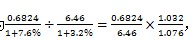 0.6824/1+7.6% ÷ 6.46/1+3.2% = 0.6824/6.46 × 1.032/1.076,